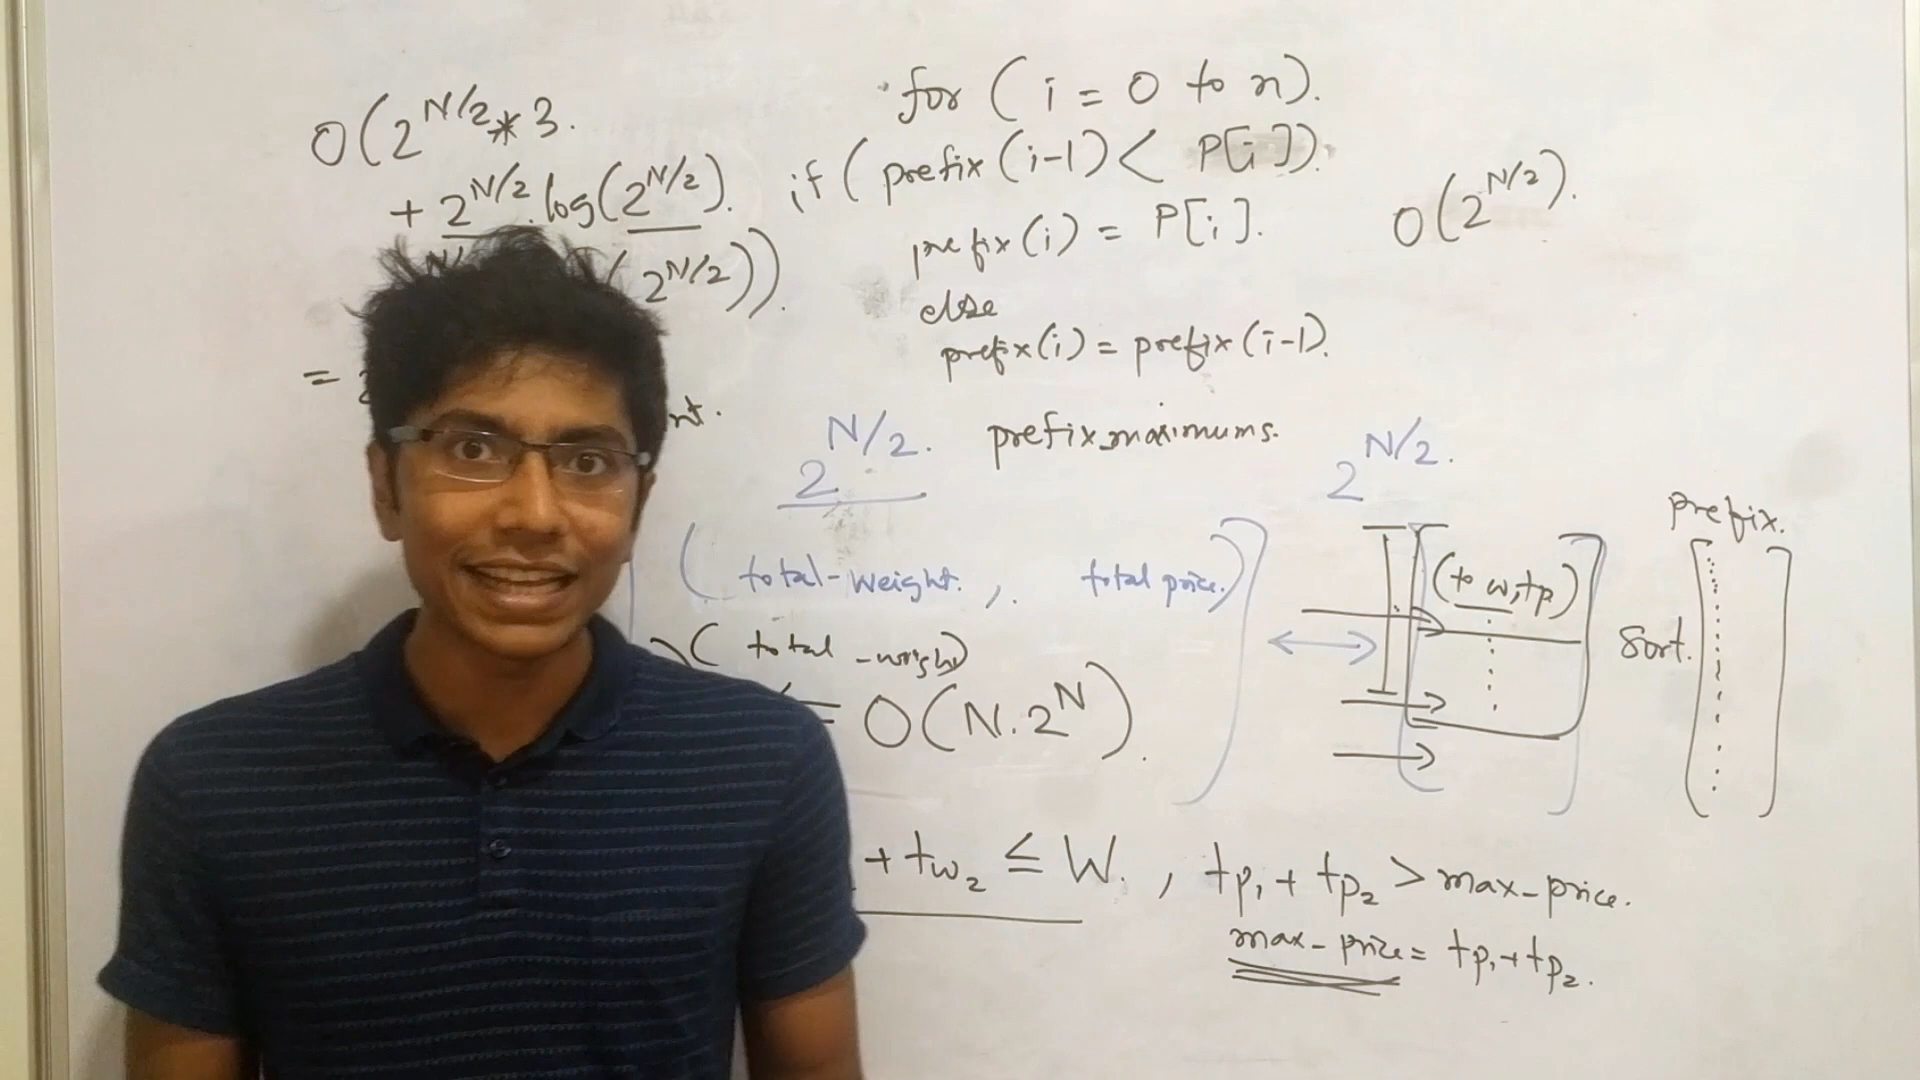 O(2^{N/2} * 3.
+ 2^{N/2} . log(2^{N/2}).
(2^{N/2})).
=
nt.
for (i = 0 to n).
if (prefix(i-1) < P[i]).
prefix(i) = P[i].
else
prefix(i) = prefix(i-1).
O(2^{N/2}).
2^{N/2}. prefix maximums. 2^{N/2}.
prefix.
(total-weight. , total price.)
(to w, tp)
(total-weight)
Sort.
= O(N.2^N).
+ tw₂ ≤ W. , tp₁ + tp₂ > max-price.
max-price = tp₁ + tp₂.